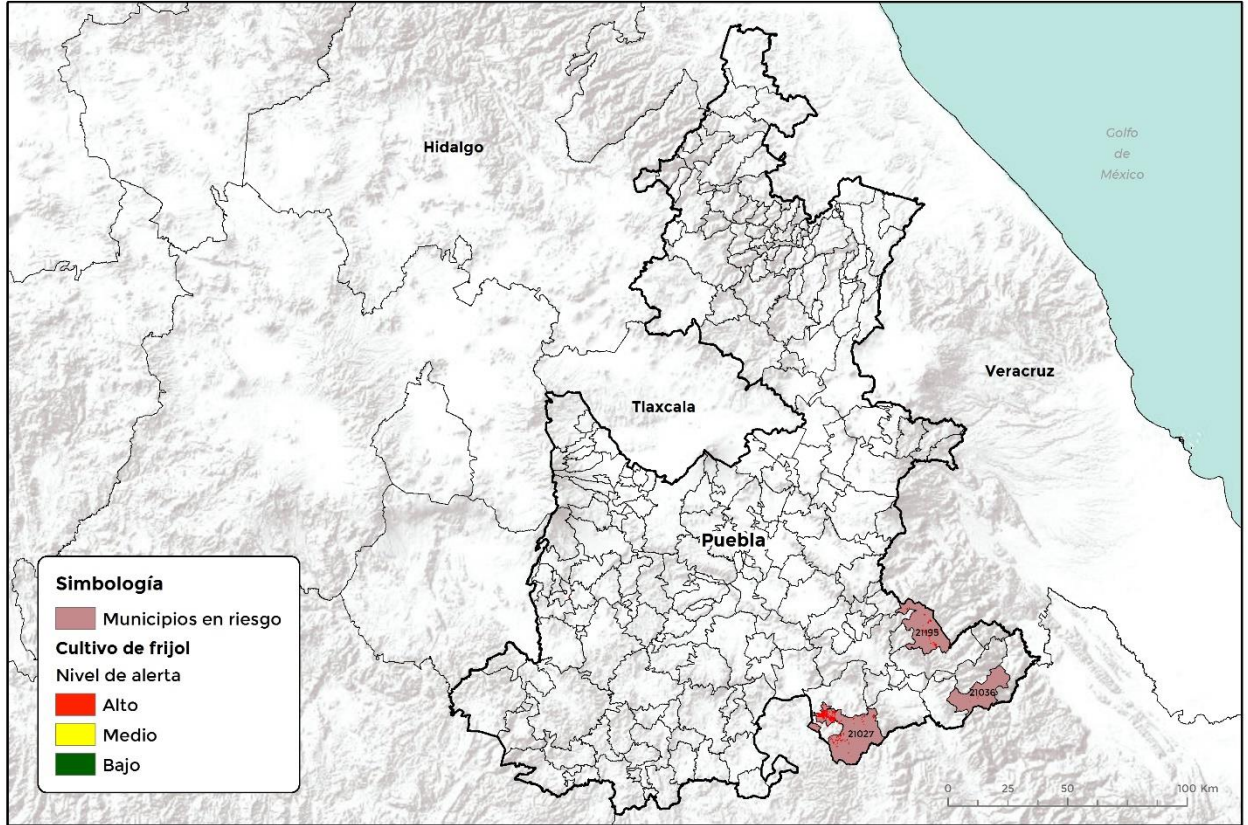 Hidalgo
Golfo
de
México
Veracruz
Tlaxcala
Puebla
21195
21036
21027
Simbología
Municipios en riesgo
Cultivo de frijol
Nivel de alerta
Alto
Medio
Bajo
0 25 50 100 Km